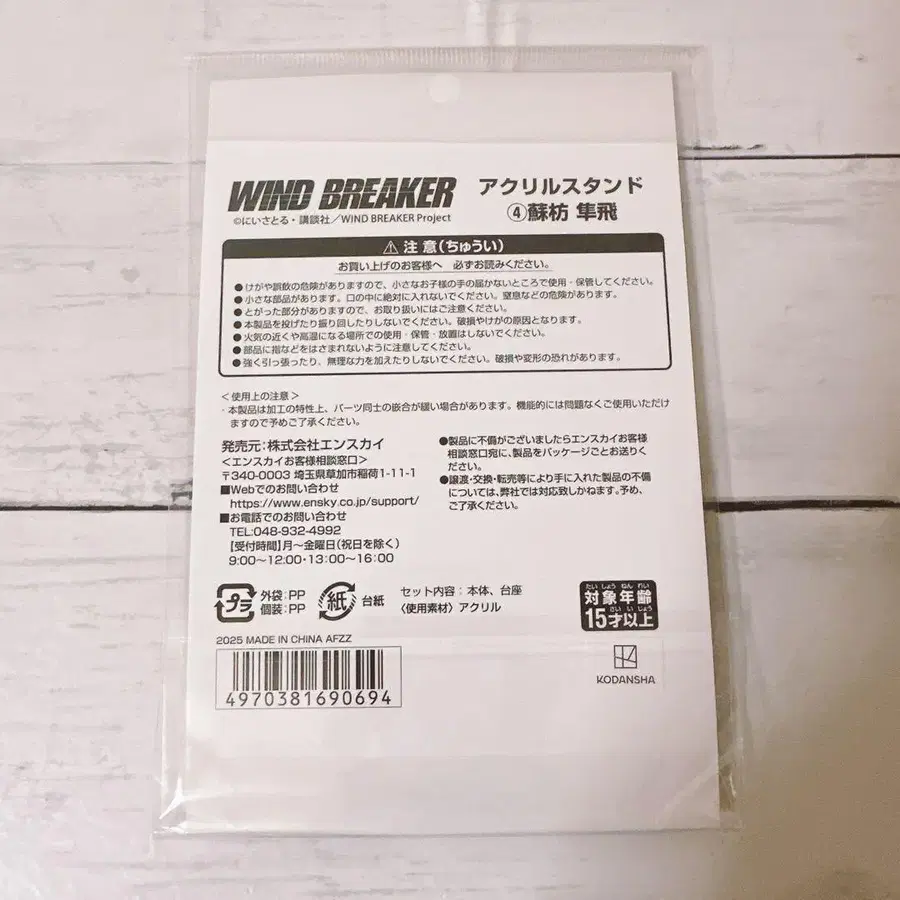 WIND BREAKER
©にいさとる・講談社／WIND BREAKER Project
アクリルスタンド
④蘇枋 隼飛
⚠ 注 意(ちゅうい)
お買い上げのお客様へ 必ずお読みください。
●けがや誤飲の危険がありますので、小さなお子様の手の届かないところで使用・保管してください。
●小さな部品があります。口の中に絶対に入れないでください。窒息などの危険があります。
●とがった部分がありますので、お取り扱いにはご注意ください。
●本製品を投げたり振り回したりしないでください。破損やけがの原因となります。
●火気の近くや高温になる場所での使用・保管・放置はしないでください。
●部品に指などをはさまれないように注意してください。
●強く引っ張ったり、無理な力を加えたりしないでください。破損や変形の恐れがあります。
＜使用上の注意＞
・本製品は加工の特性上、パーツ同士の嵌合が緩い場合があります。機能的には問題なくご使用いただけ
ますので予めご了承ください。
発売元：株式会社エンスカイ
＜エンスカイお客様相談窓口＞
〒340-0003 埼玉県草加市稲荷1-11-1
■Webでのお問い合わせ
https://www.ensky.co.jp/support/
■お電話でのお問い合わせ
TEL:048-932-4992
【受付時間】月〜金曜日(祝日を除く)
9:00〜12:00・13:00〜16:00
●製品に不備がございましたらエンスカイお客様
相談窓口宛に、製品をパッケージごとお送りく
ださい。
●譲渡・交換・転売等により手に入れた製品の不備
については、弊社では対応致しかねます。予め、
ご了承ください。
プラ
外袋：PP
個装：PP
紙
台紙
セット内容：本体、台座
〈使用素材〉アクリル
たいしょうねんれい
対象年齢
さいいじょう
15才以上
2025 MADE IN CHINA AFZZ
4970381690694
KODANSHA